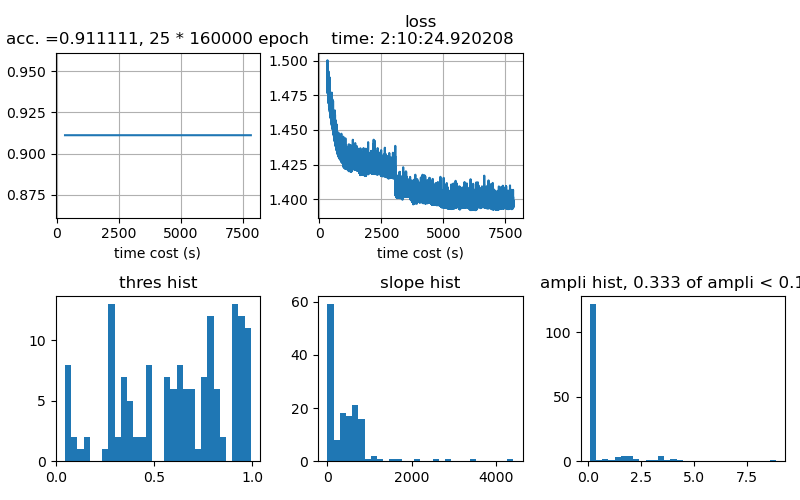 acc. =0.911111, 25 * 160000 epoch
0.950
0.925
0.900
0.875
0 2500 5000 7500
time cost (s)
loss
time: 2:10:24.920208
1.500
1.475
1.450
1.425
1.400
0 2500 5000 7500
time cost (s)
thres hist
10
5
0
0.0 0.5 1.0
slope hist
60
40
20
0
0 2000 4000
ampli hist, 0.333 of ampli < 0.1
100
50
0
0.0 2.5 5.0 7.5